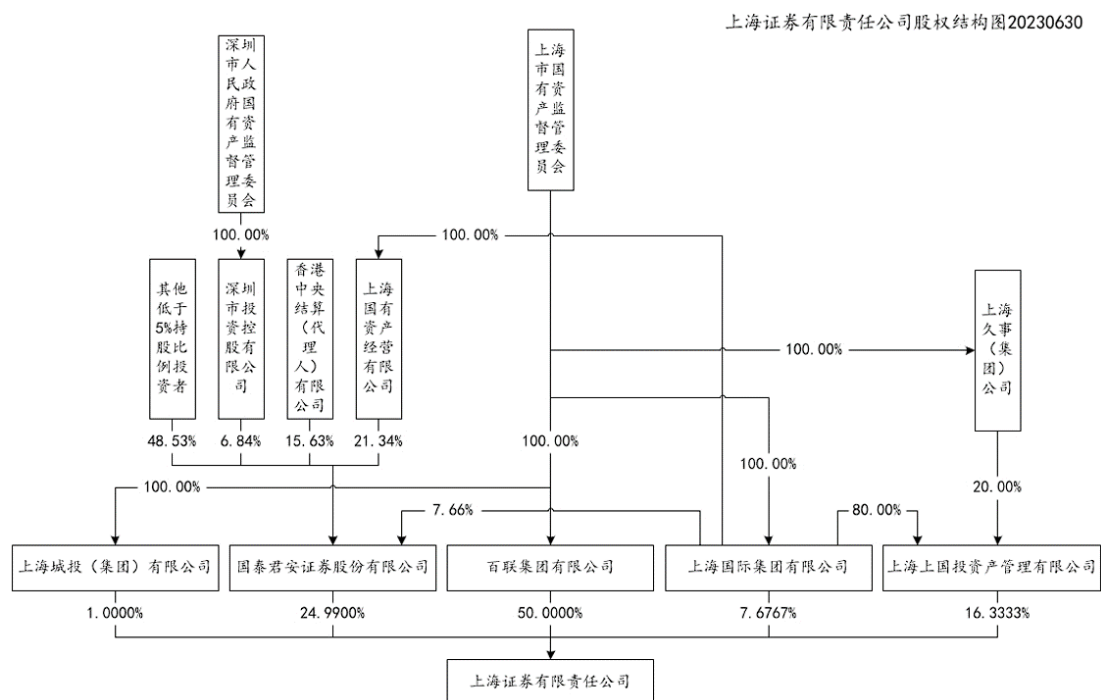 上海证券有限责任公司股权结构图20230630
深圳
市人
民政
府国
有资
产监
督管
理委
员会
上海
市国
有资
产监
督管
理委
员会
100.00%
100.00%
其他
低于
5%持
股比
例投
资者
深圳
市投
资控
股有
限公
司
香港
中央
结算
（代
理
人）
有限
公司
上海
国有
资产
经营
有限
公司
上海
久事
（集
团）
公司
100.00%
48.53%
6.84%
15.63%
21.34%
100.00%
100.00%
100.00%
20.00%
7.66%
80.00%
上海城投（集团）有限公司
国泰君安证券股份有限公司
百联集团有限公司
上海国际集团有限公司
上海上国投资产管理有限公司
1.0000%
24.9900%
50.0000%
7.6767%
16.3333%
上海证券有限责任公司